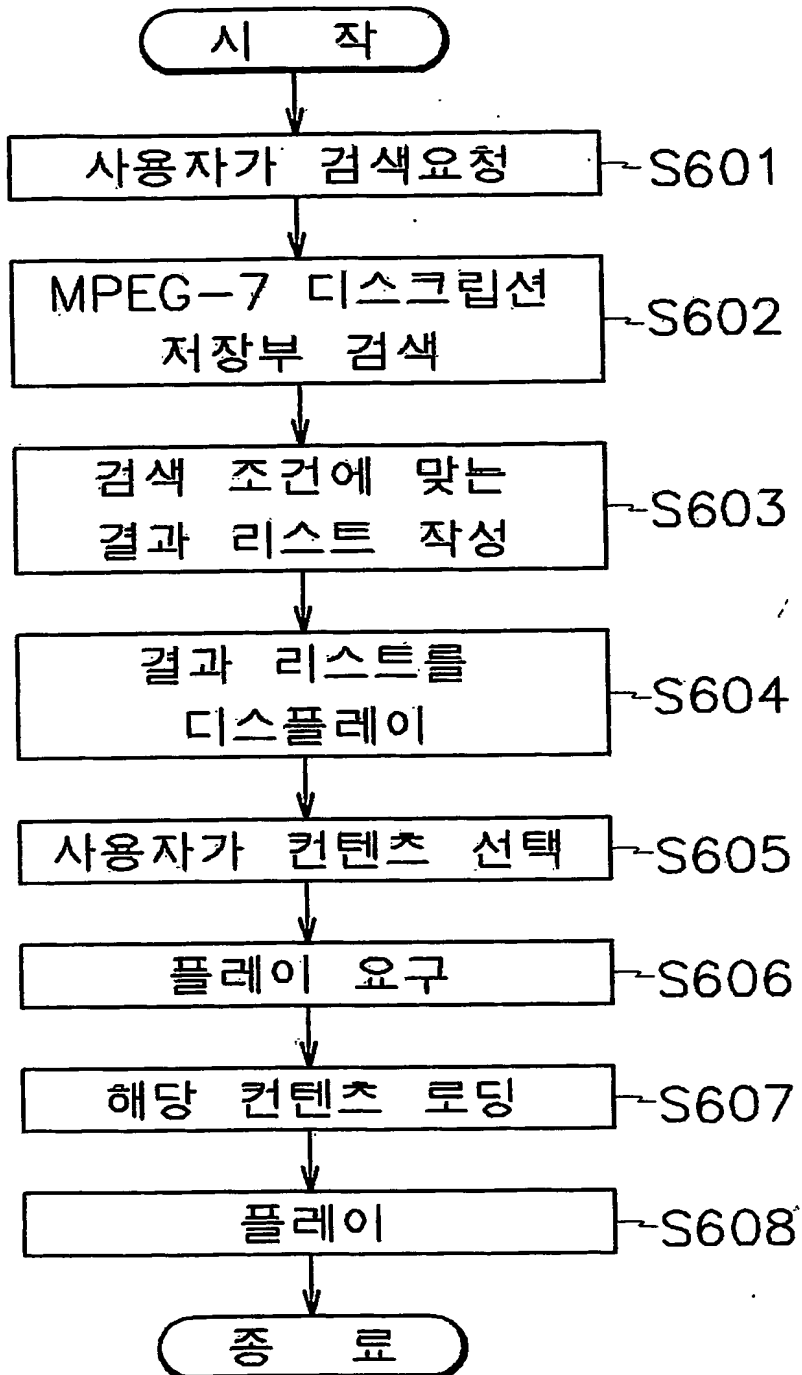 시 작
사용자가 검색요청
S601
MPEG-7 디스크립션
저장부 검색
S602
검색 조건에 맞는
결과 리스트 작성
S603
결과 리스트를
디스플레이
S604
사용자가 컨텐츠 선택
S605
플레이 요구
S606
해당 컨텐츠 로딩
S607
플레이
S608
종 료